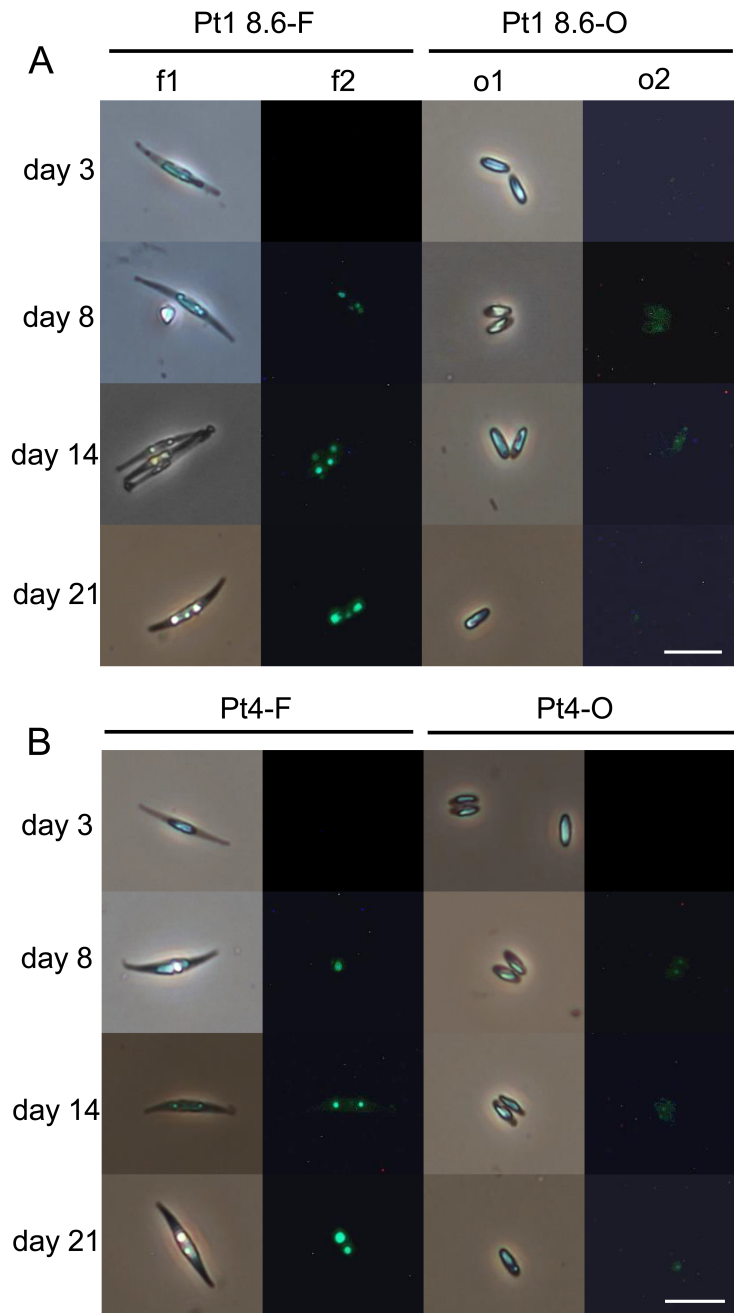 Pt1 8.6-F Pt1 8.6-O
A
f1 f2 o1 o2
day 3
day 8
day 14
day 21
Pt4-F Pt4-O
B
day 3
day 8
day 14
day 21